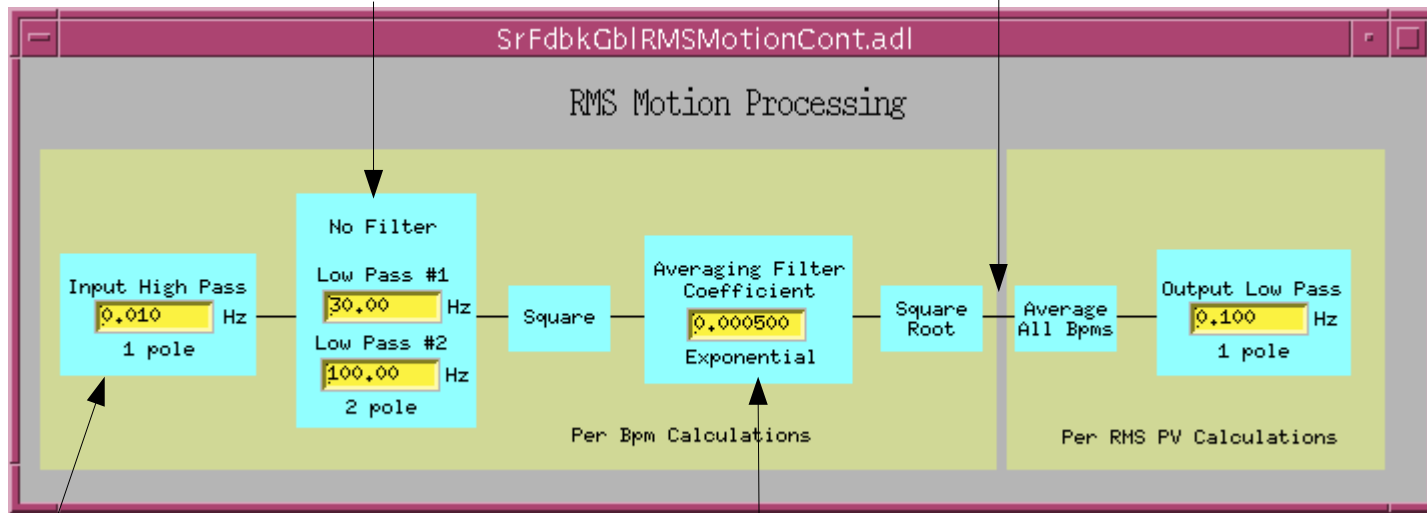 SrFdbkGblRMSMotionCont.adl
RMS Motion Processing
Input High Pass
0.010 Hz
1 pole
No Filter
Low Pass #1
30.00 Hz
Low Pass #2
100.00 Hz
2 pole
Square
Averaging Filter
Coefficient
0.000500
Exponential
Square
Root
Per Bpm Calculations
Average
All Bpms
Output Low Pass
0.100 Hz
1 pole
Per RMS PV Calculations